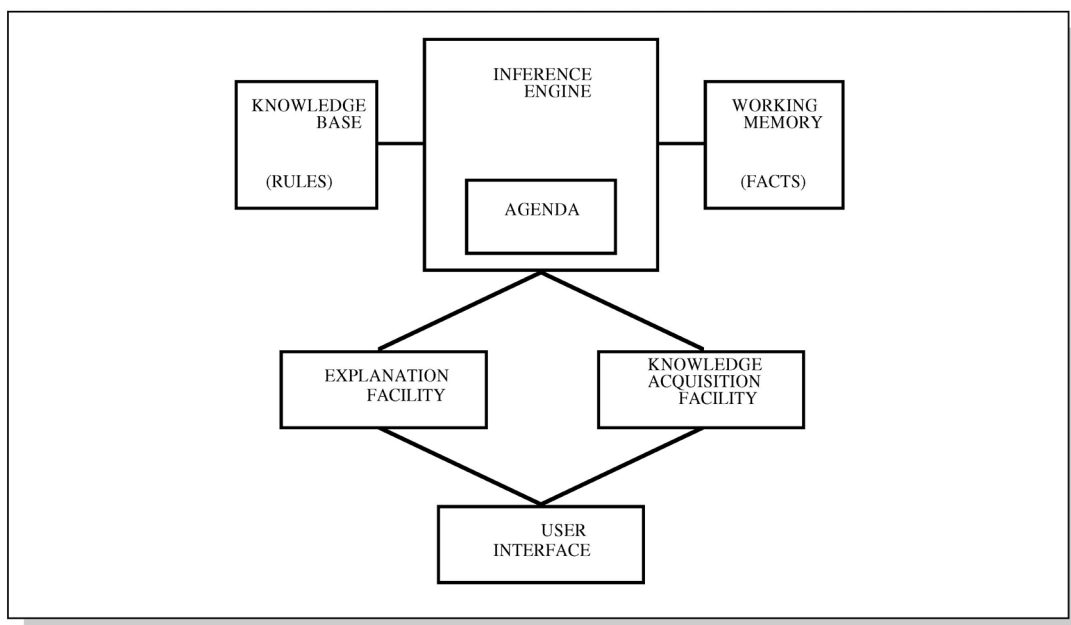 INFERENCE
ENGINE
KNOWLEDGE
BASE
(RULES)
WORKING
MEMORY
(FACTS)
AGENDA
EXPLANATION
FACILITY
KNOWLEDGE
ACQUISITION
FACILITY
USER
INTERFACE